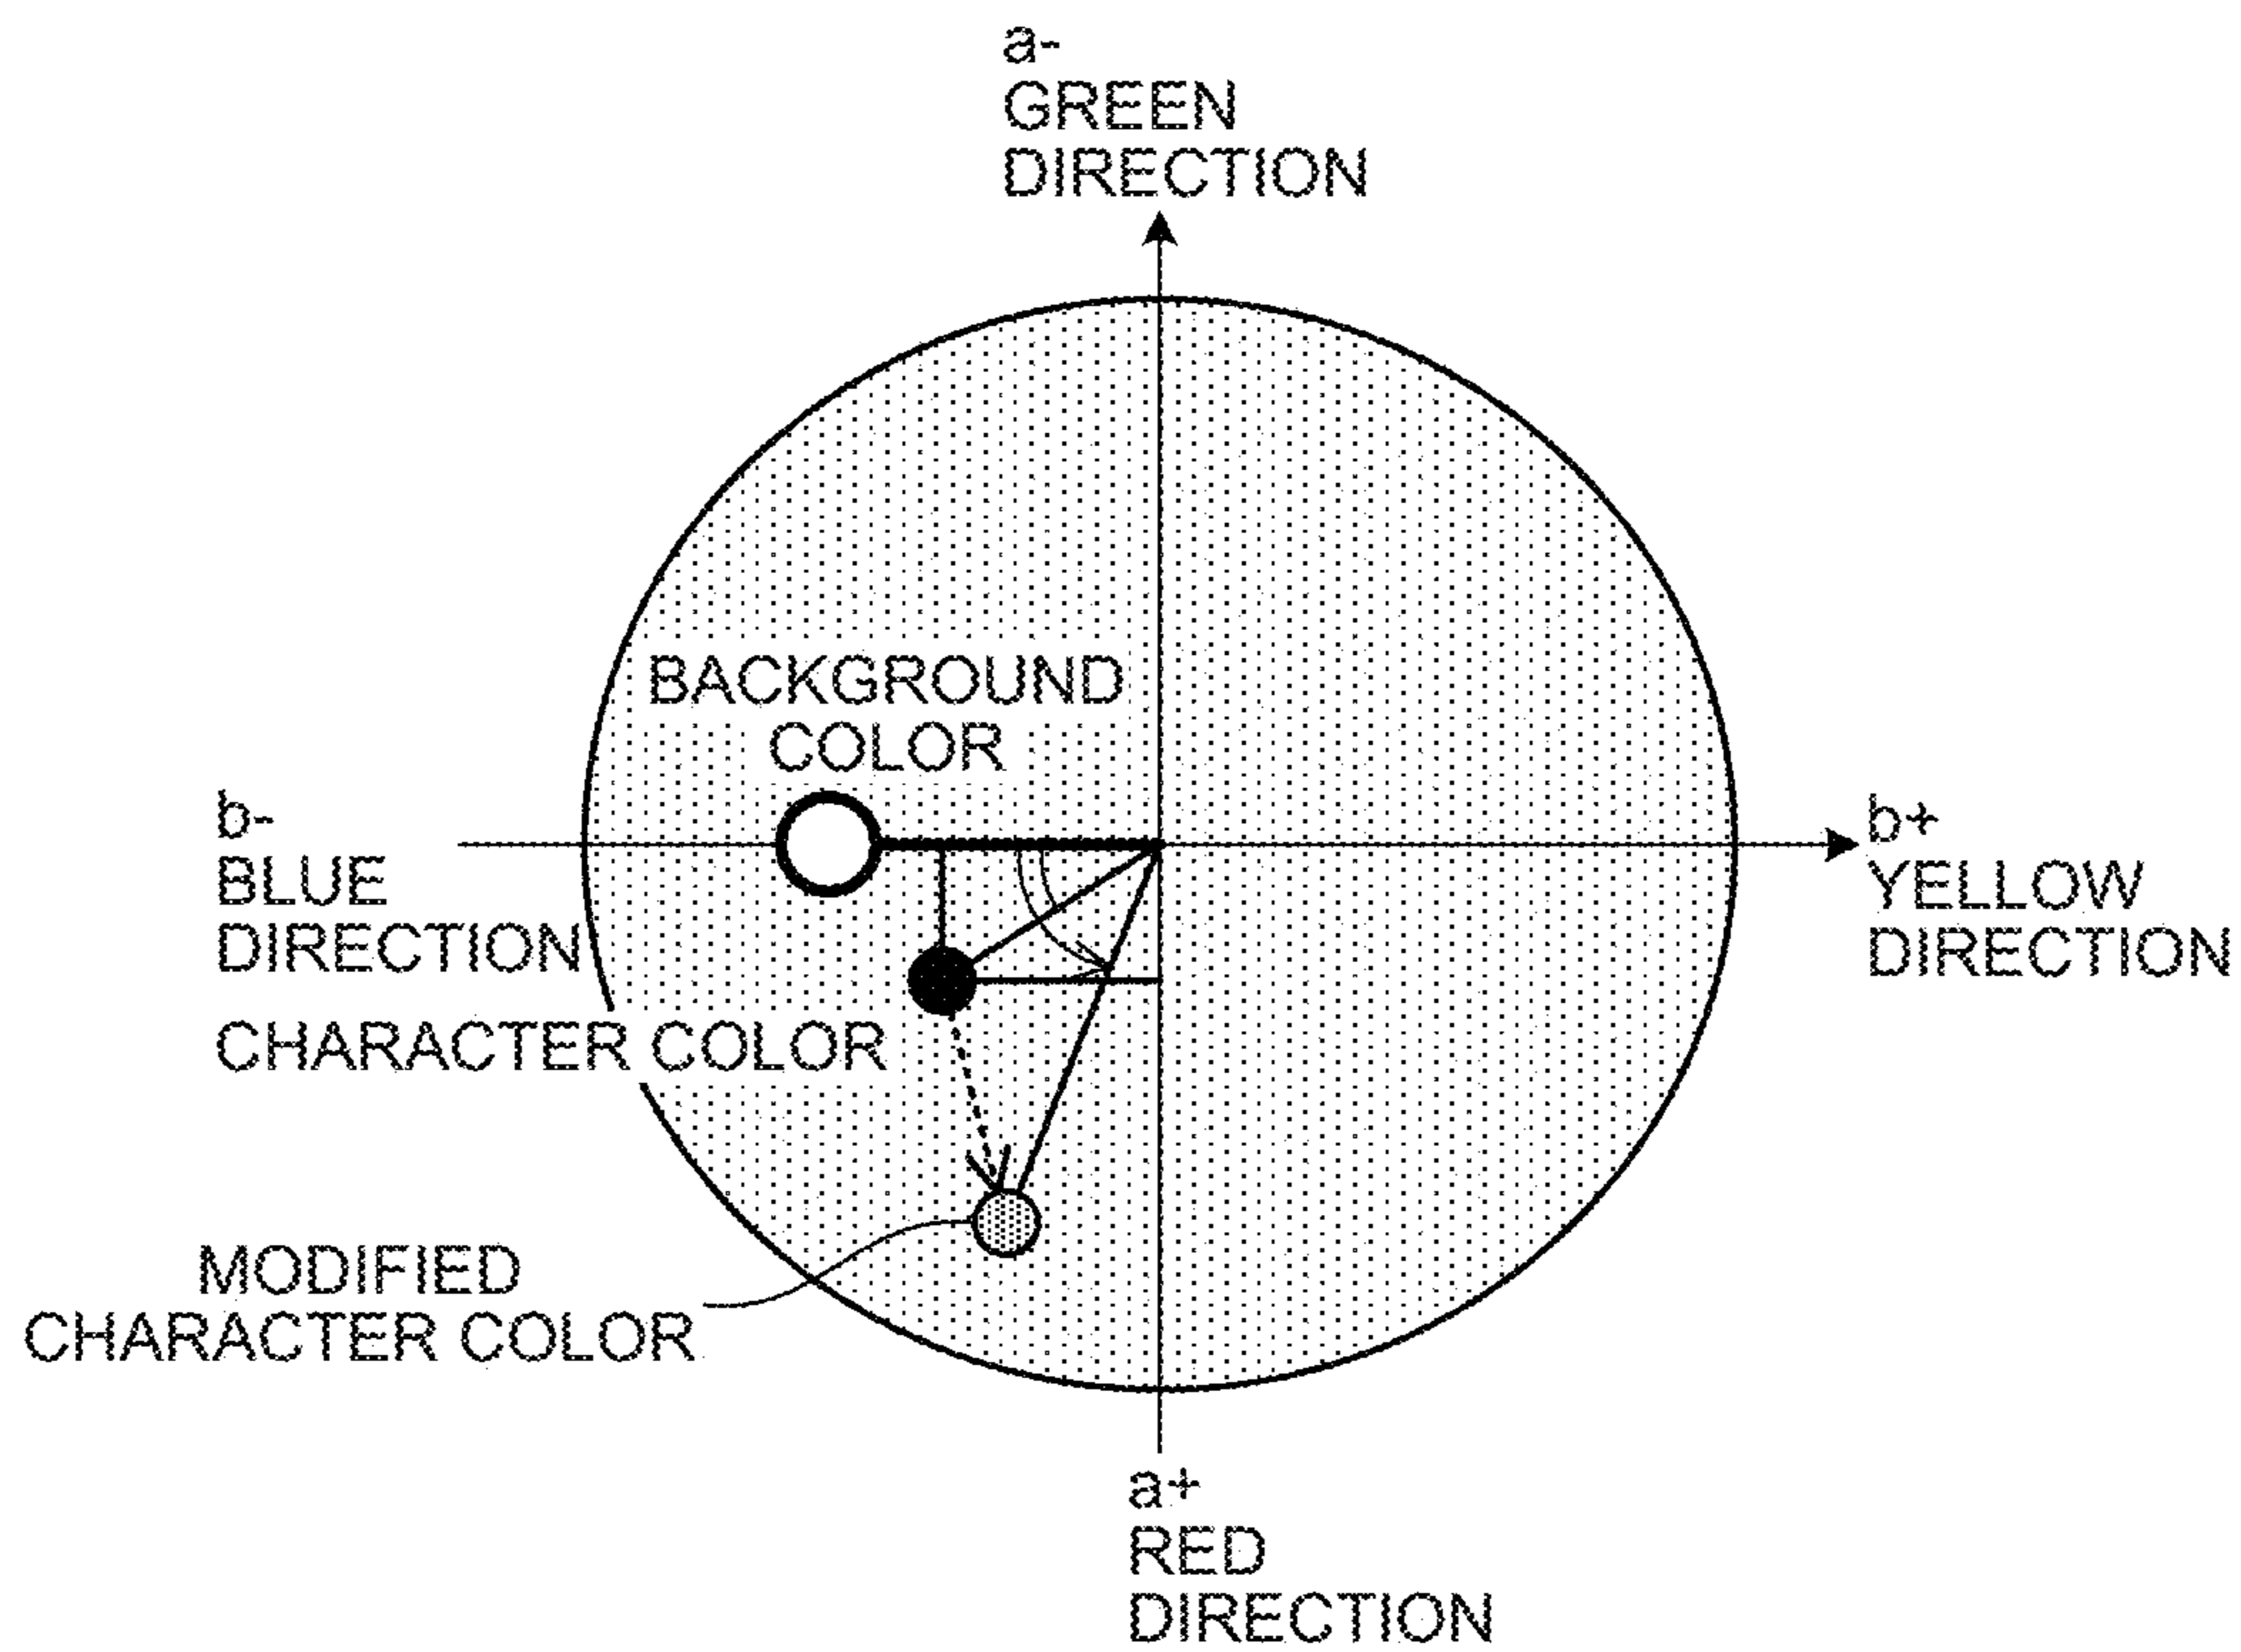 a-
GREEN
DIRECTION
BACKGROUND
COLOR
b-
BLUE
DIRECTION
b+
YELLOW
DIRECTION
CHARACTER COLOR
MODIFIED
CHARACTER COLOR
a+
RED
DIRECTION